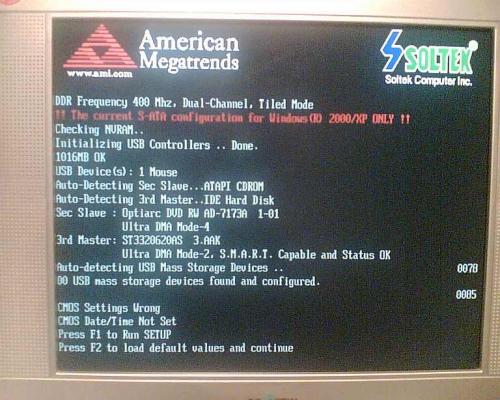 American
Megatrends
www.ami.com
SOLTEK
Soltek Computer Inc.
DDR Frequency 400 Mhz, Dual-Channel, Tiled Mode
!! The current S-ATA configuration for Windows(R) 2000/XP ONLY !!
Checking NVRAM..
Initializing USB Controllers .. Done.
1016MB OK
USB Device(s): 1 Mouse
Auto-Detecting Sec Slave...ATAPI CDROM
Auto-Detecting 3rd Master..IDE Hard Disk
Sec Slave : Optiarc DVD RW AD-7173A 1-01
Ultra DMA Mode-4
3rd Master: ST3320620AS 3.AAK
Ultra DMA Mode-2, S.M.A.R.T. Capable and Status OK
Auto-detecting USB Mass Storage Devices ..
0078
00 USB mass storage devices found and configured.
0085
CMOS Settings Wrong
CMOS Date/Time Not Set
Press F1 to Run SETUP
Press F2 to load default values and continue